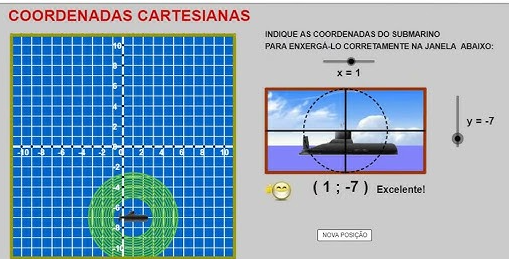 COORDENADAS CARTESIANAS
INDIQUE AS COORDENADAS DO SUBMARINO
PARA ENXERGÁ-LO CORRETAMENTE NA JANELA ABAIXO:
x = 1
y = -7
( 1 ; -7 ) Excelente!
NOVA POSIÇÃO
10
8
6
4
2
-10 -8 -6 -4 -2 0 2 4 6 8 10
-2
-4
-6
-8
-10